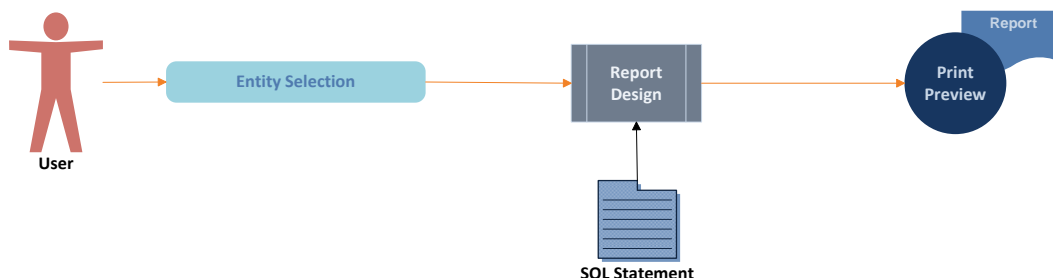 Report
Entity Selection
Report
Design
Print
Preview
User
SQL Statement